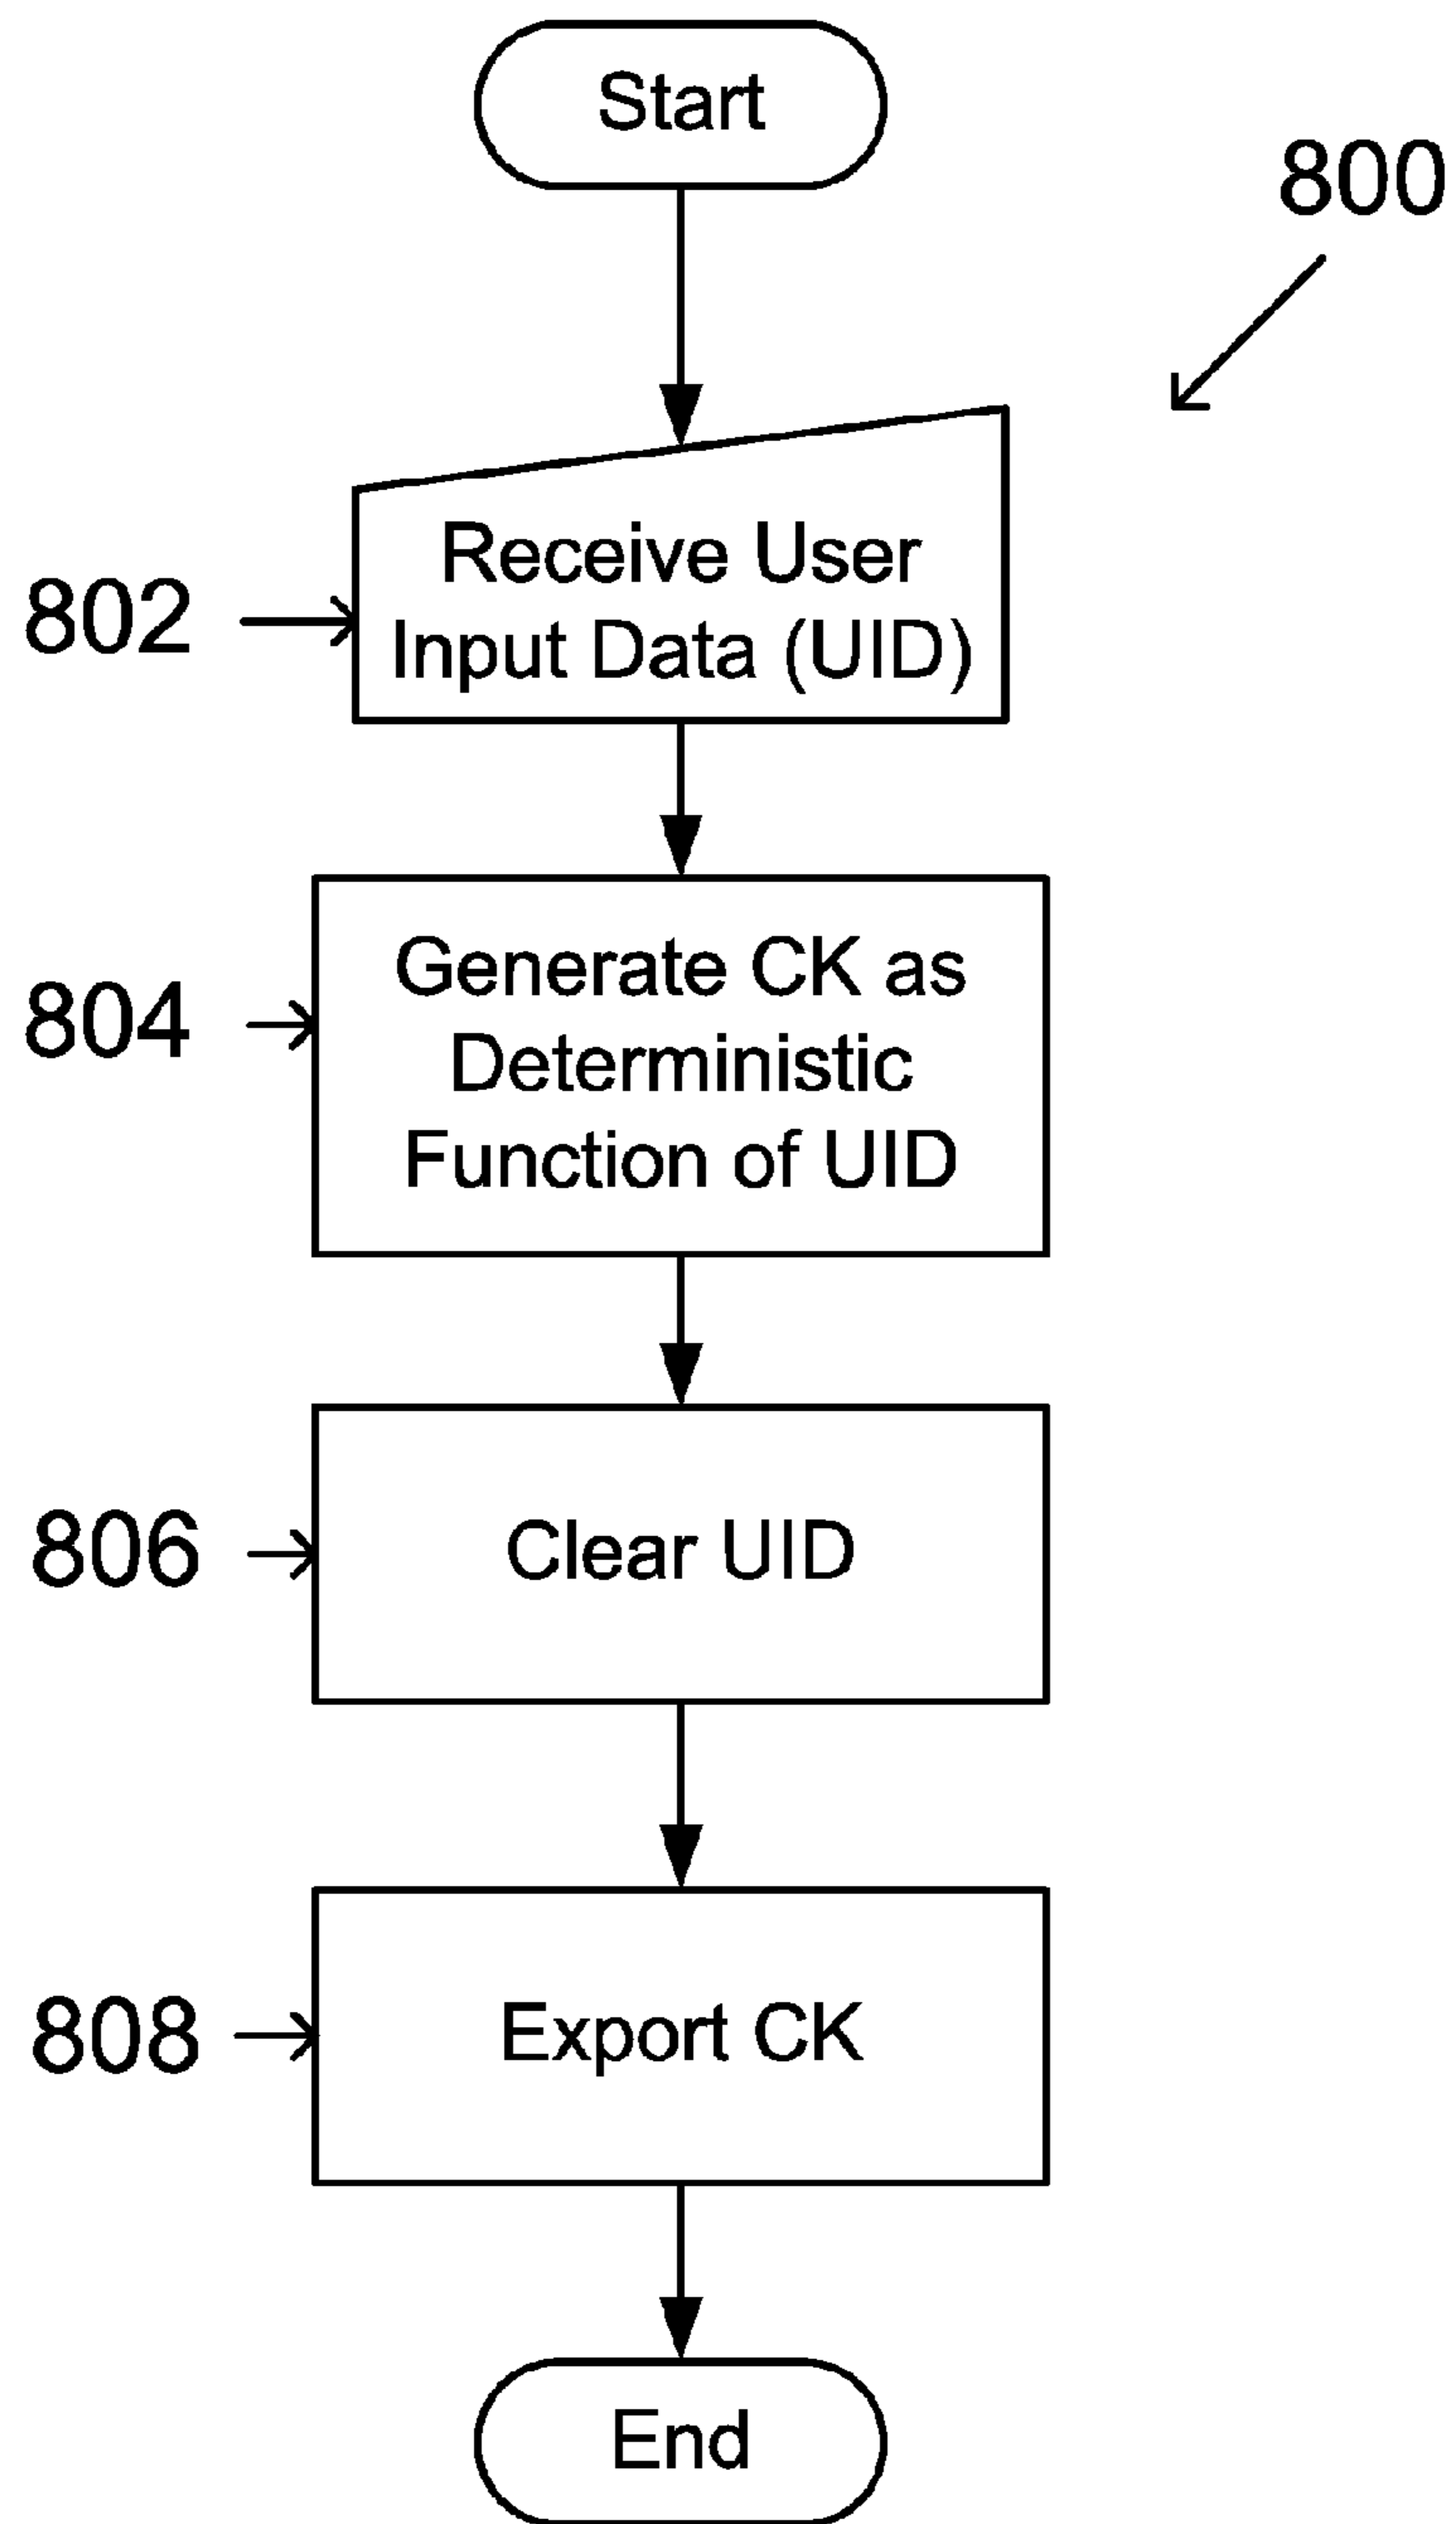 Start
800
Receive User
Input Data (UID)
802
Generate CK as
Deterministic
Function of UID
804
Clear UID
806
Export CK
808
End